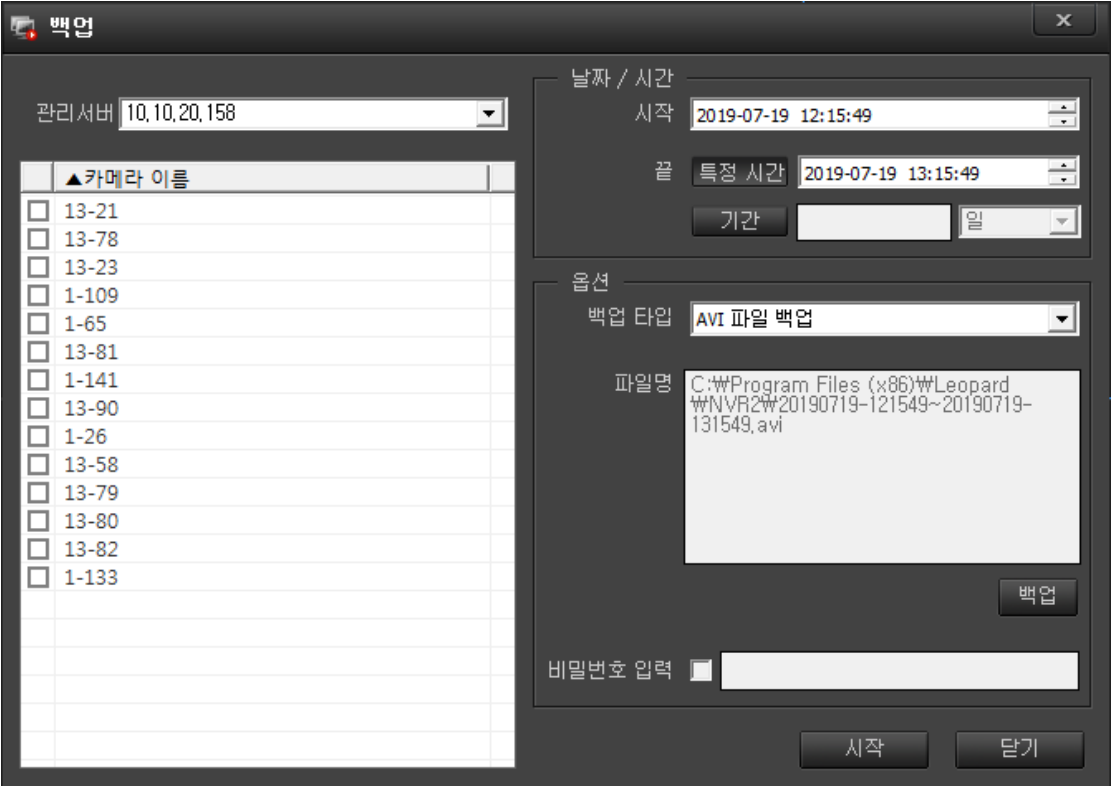 백업
x
관리서버 10,10,20,158
▲카메라 이름
13-21
13-78
13-23
1-109
1-65
13-81
1-141
13-90
1-26
13-58
13-79
13-80
13-82
1-133
날짜 / 시간
시작 2019-07-19 12:15:49
끝 특정 시간 2019-07-19 13:15:49
기간 일
옵션
백업 타입 AVI 파일 백업
파일명 C:₩Program Files (x86)₩Leopard
₩NVR2₩20190719-121549~20190719-
131549,avi
백업
비밀번호 입력
시작 닫기